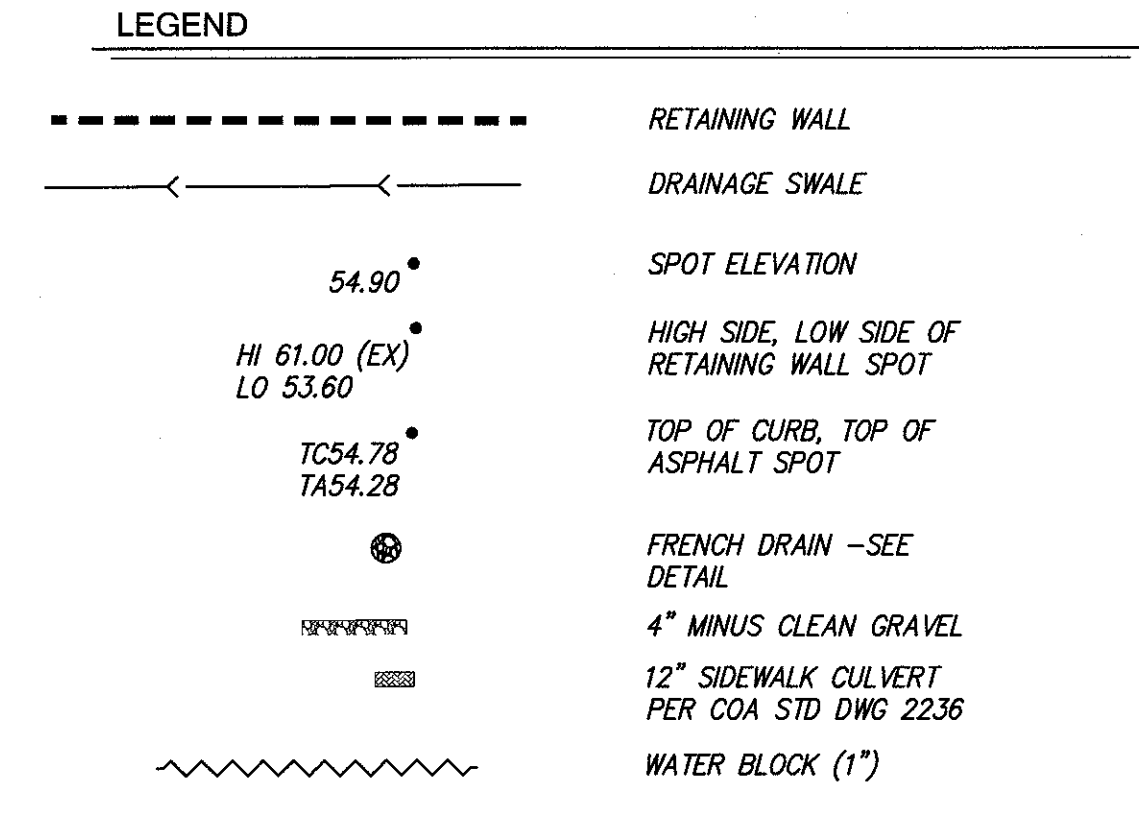 LEGEND
RETAINING WALL
DRAINAGE SWALE
54.90
SPOT ELEVATION
HI 61.00 (EX)
LO 53.60
HIGH SIDE, LOW SIDE OF
RETAINING WALL SPOT
TC54.78
TA54.28
TOP OF CURB, TOP OF
ASPHALT SPOT
FRENCH DRAIN –SEE
DETAIL
4" MINUS CLEAN GRAVEL
12" SIDEWALK CULVERT
PER COA STD DWG 2236
WATER BLOCK (1")